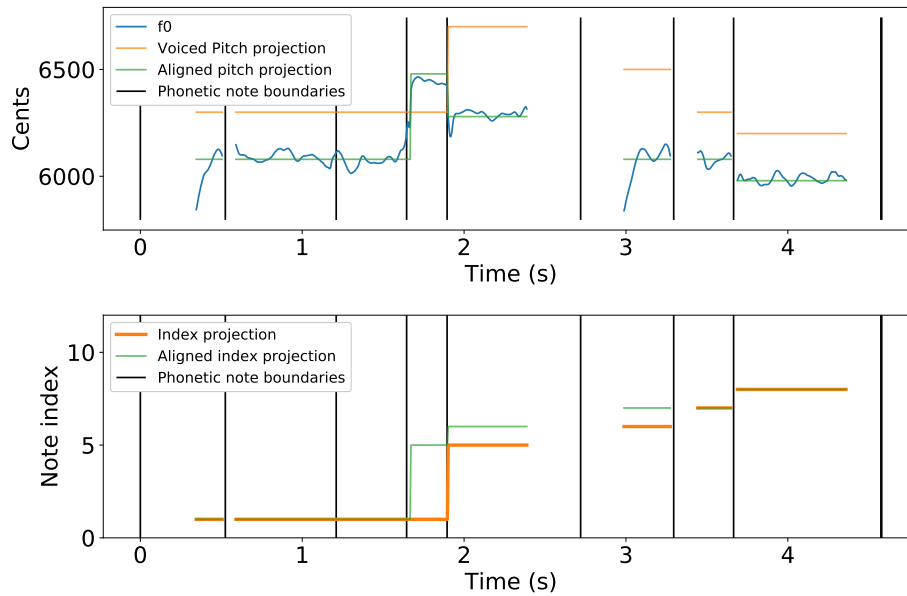 f0
Voiced Pitch projection
Aligned pitch projection
Phonetic note boundaries
Cents
6500
6000
0 1 2 3 4
Time (s)
Index projection
Aligned index projection
Phonetic note boundaries
Note index
10
5
0
0 1 2 3 4
Time (s)